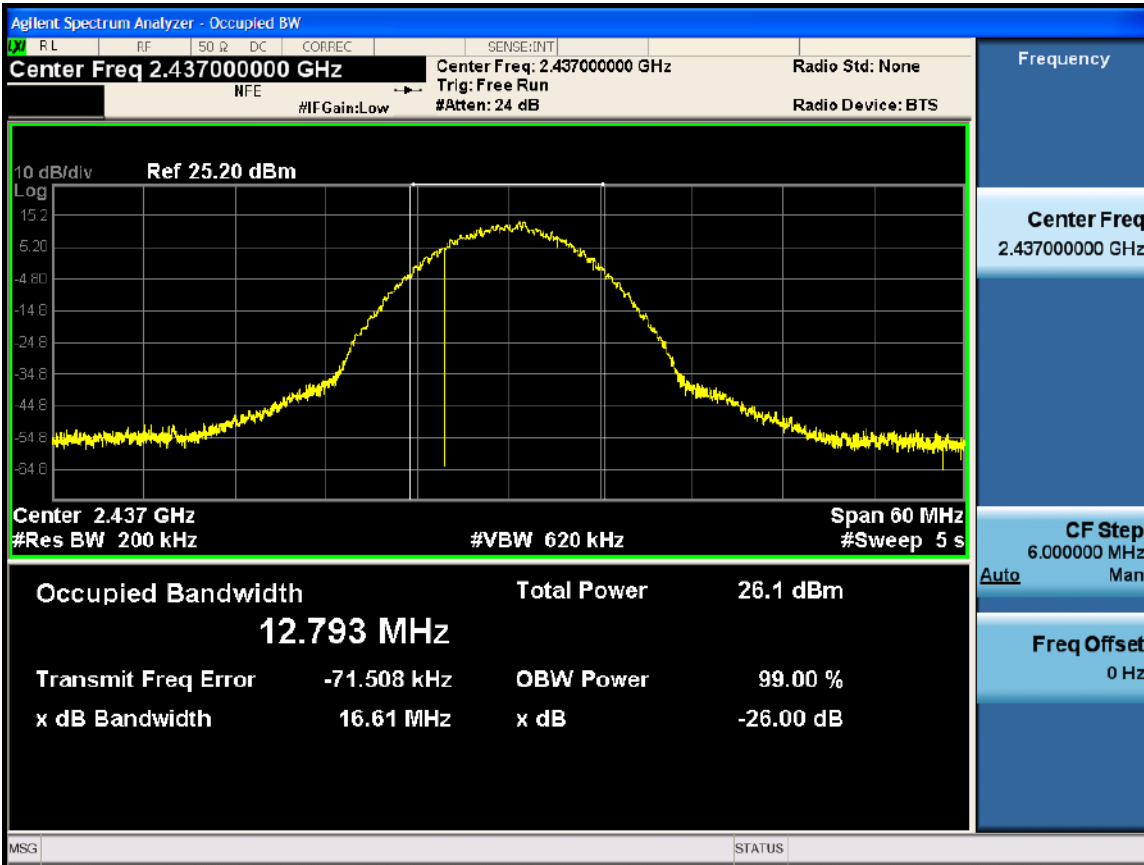 Agilent Spectrum Analyzer - Occupied BW
LXI RL RF 50 Ω DC CORREC SENSE:INT
Center Freq 2.437000000 GHz
NFE
#IFGain:Low
Center Freq: 2.437000000 GHz
Trig: Free Run
#Atten: 24 dB
Radio Std: None
Radio Device: BTS
10 dB/div Ref 25.20 dBm
Log
15.2
5.20
-4.80
-14.8
-24.8
-34.8
-44.8
-54.8
-64.8
Center 2.437 GHz Span 60 MHz
#Res BW 200 kHz #VBW 620 kHz #Sweep 5 s
Occupied Bandwidth Total Power 26.1 dBm
12.793 MHz
Transmit Freq Error -71.508 kHz OBW Power 99.00 %
x dB Bandwidth 16.61 MHz x dB -26.00 dB
Frequency
Center Freq
2.437000000 GHz
CF Step
6.000000 MHz
Auto Man
Freq Offset
0 Hz
MSG STATUS